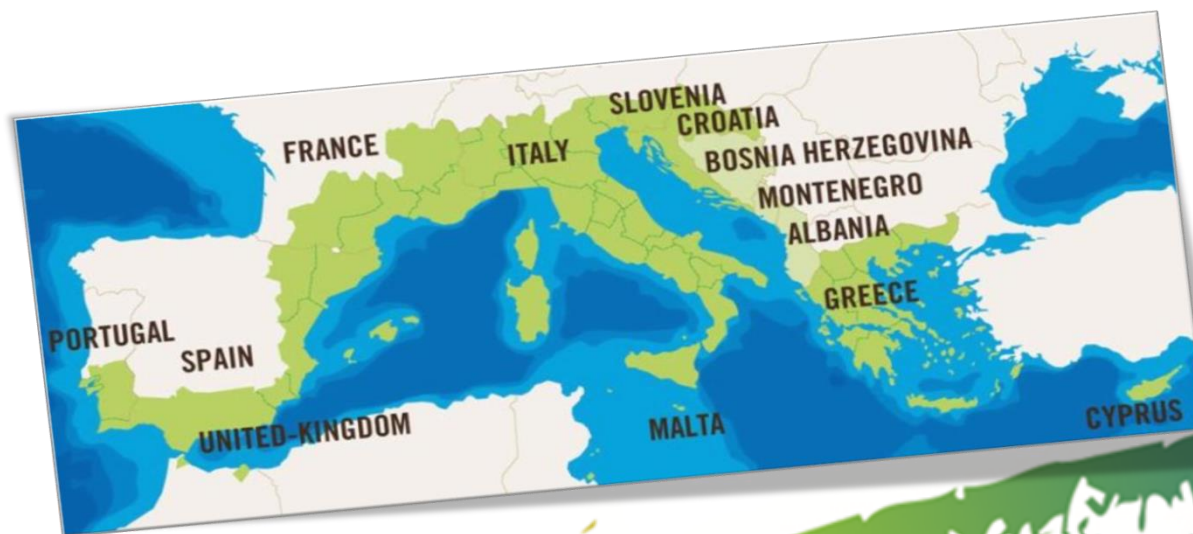 SLOVENIA
CROATIA
FRANCE
ITALY
BOSNIA HERZEGOVINA
MONTENEGRO
ALBANIA
GREECE
PORTUGAL
SPAIN
UNITED-KINGDOM
MALTA
CYPRUS